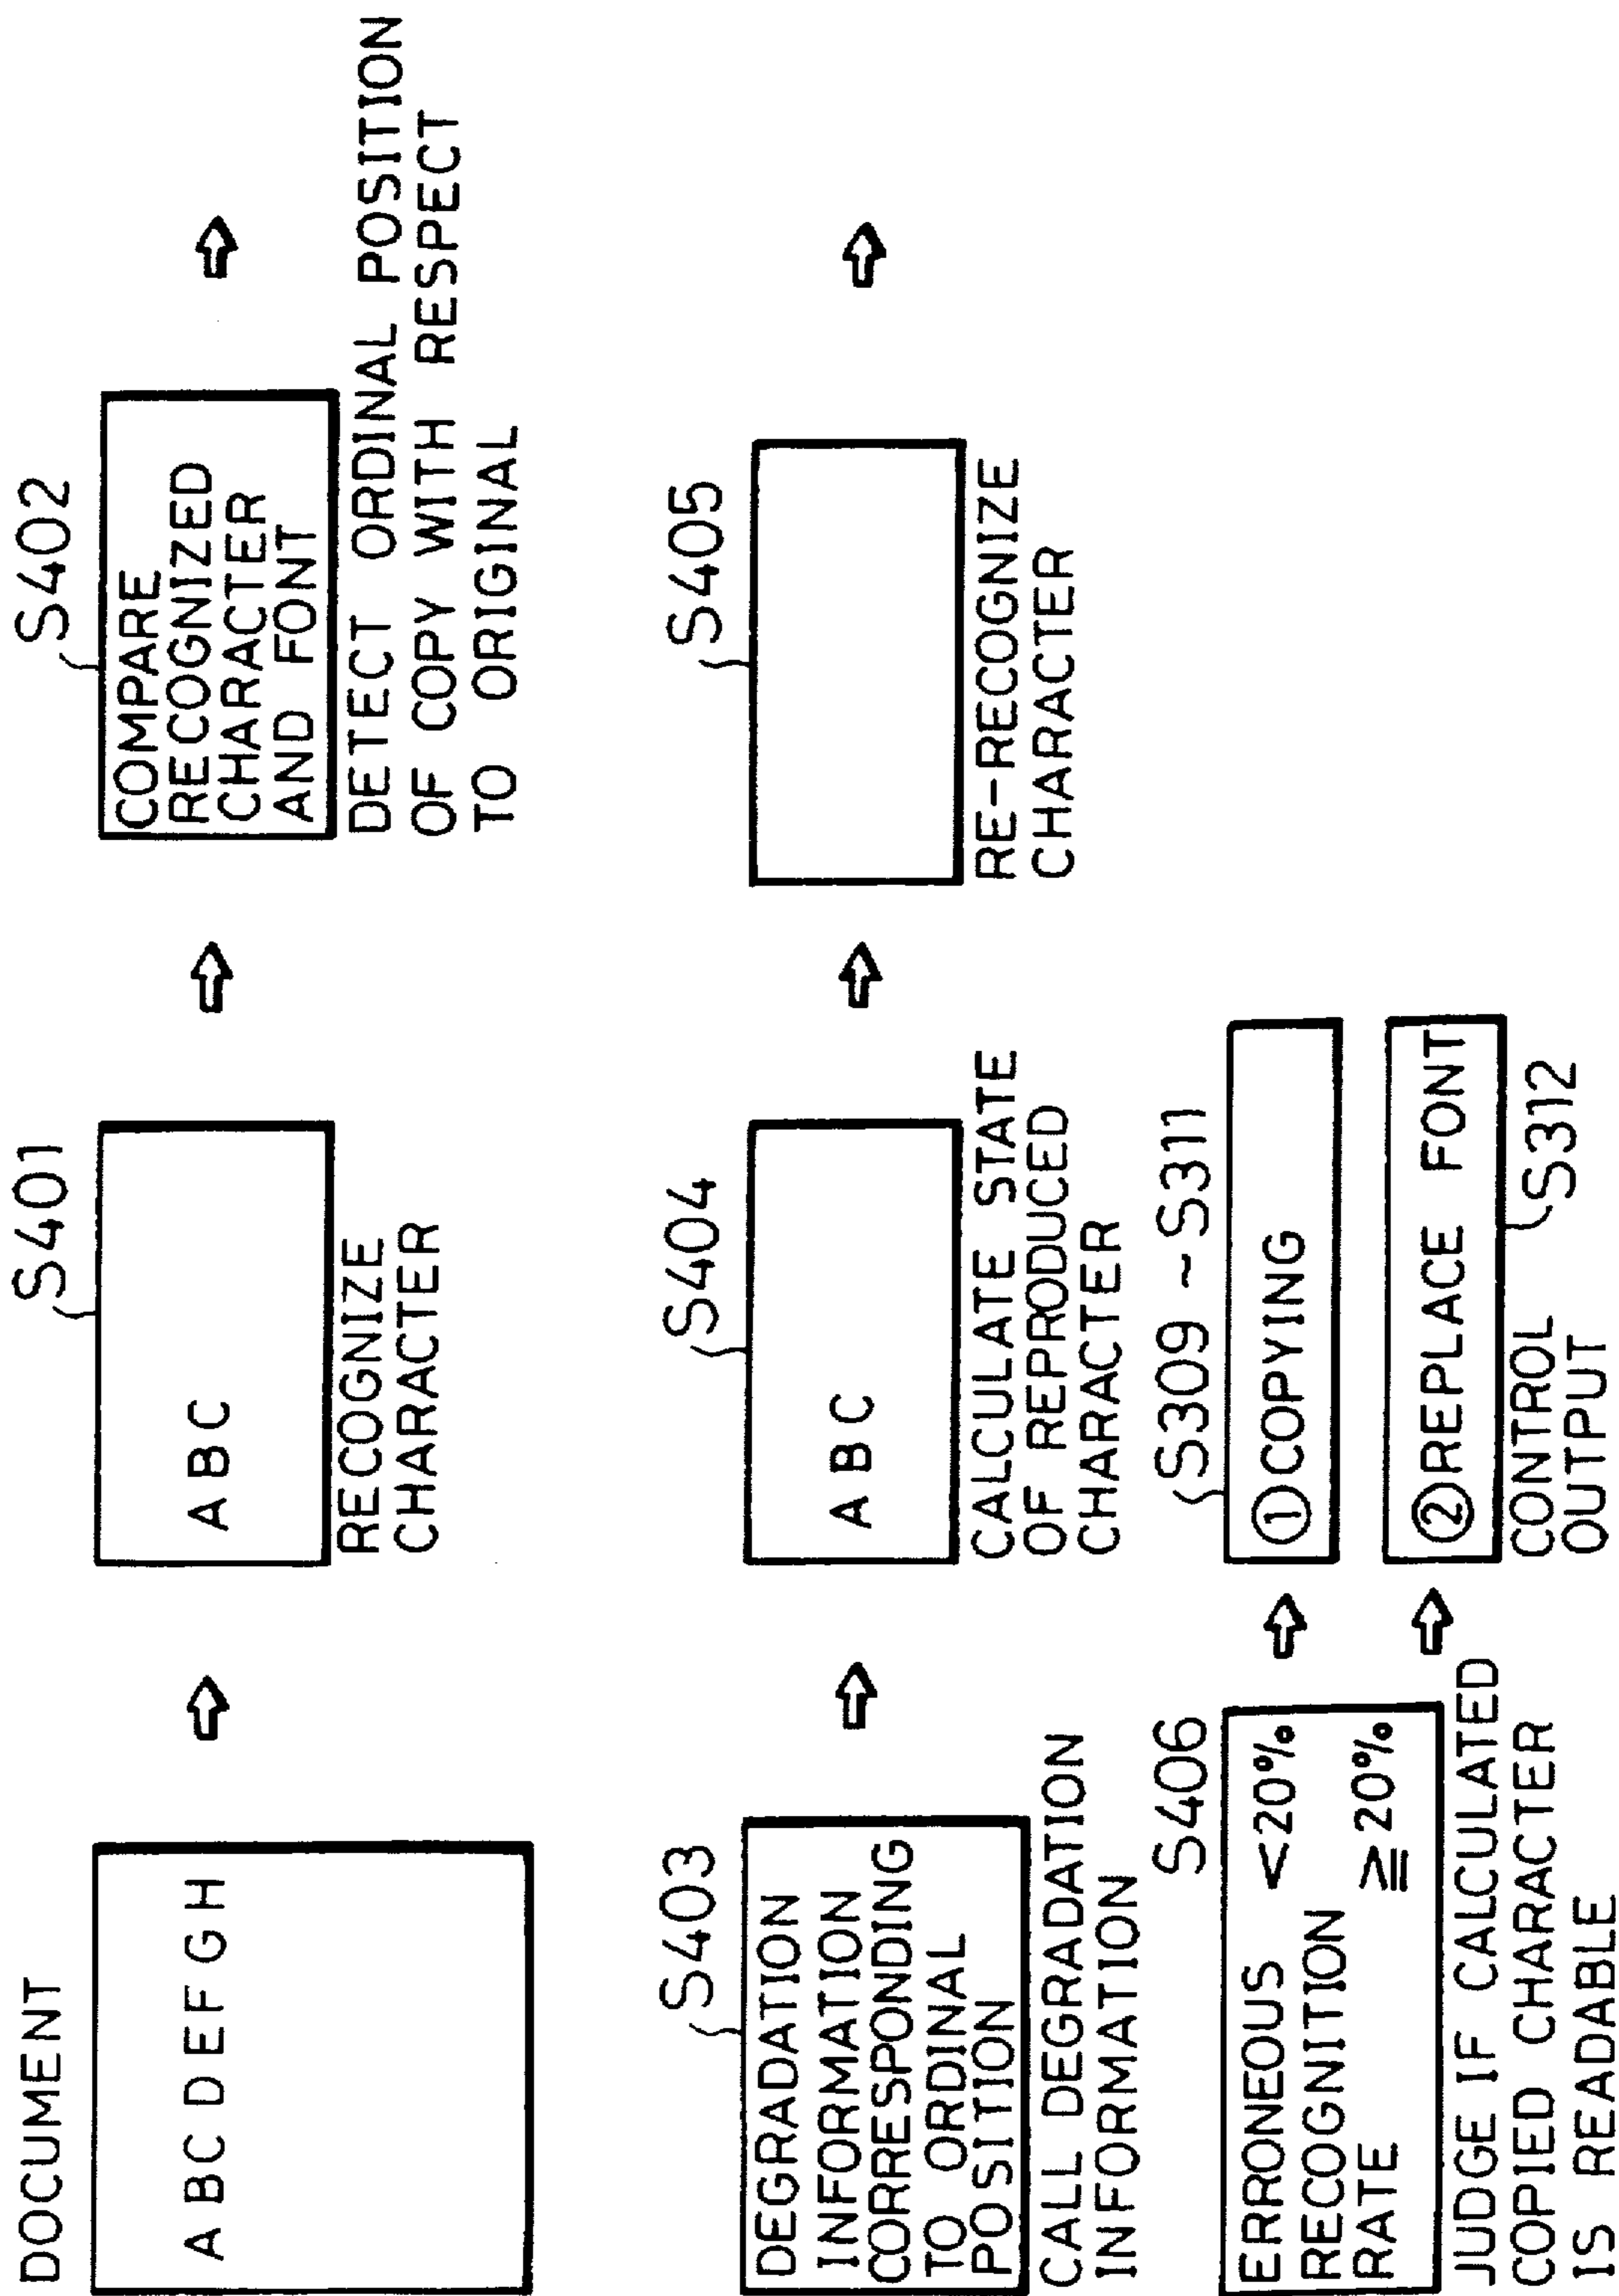 DOCUMENT
A B C D E F G H
S401
A B C
RECOGNIZE
CHARACTER
S402
COMPARE
RECOGNIZED
CHARACTER
AND FONT
DETECT ORDINAL POSITION
OF COPY WITH RESPECT
TO ORIGINAL
S403
DEGRADATION
INFORMATION
CORRESPONDING
TO ORDINAL
POSITION
CALL DEGRADATION
INFORMATION
S404
A B C
CALCULATE STATE
OF REPRODUCED
CHARACTER
S405
RE-RECOGNIZE
CHARACTER
S406
ERRONEOUS <20%
RECOGNITION
RATE ≧20%
JUDGE IF CALCULATED
COPIED CHARACTER
IS READABLE
S309 ~ S311
①COPYING
②REPLACE FONT
S312
CONTROL
OUTPUT